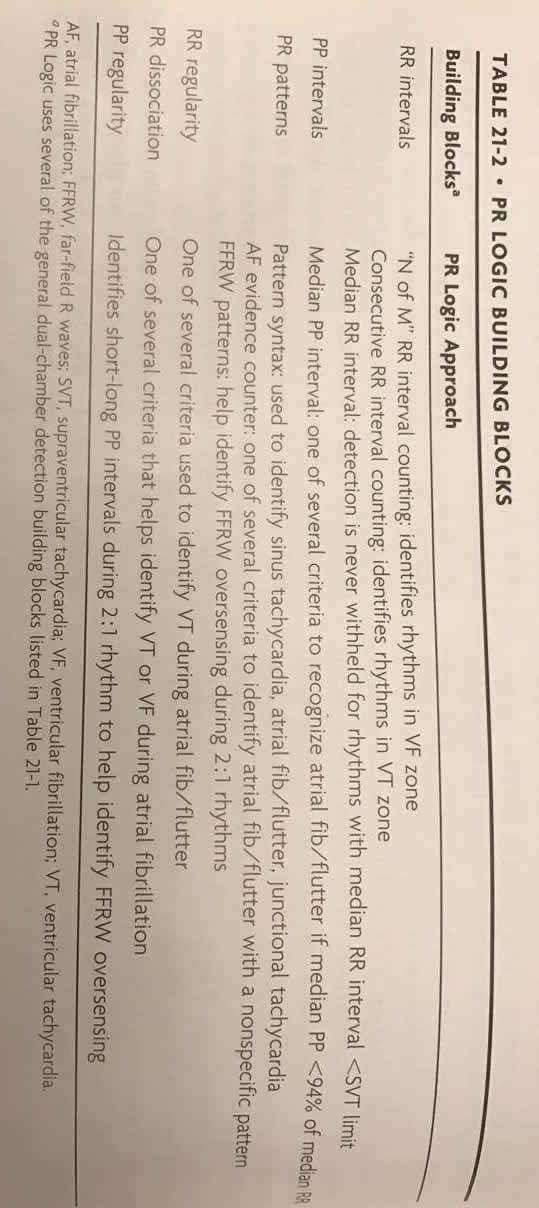 TABLE 21-2 • PR LOGIC BUILDING BLOCKS
Building Blocksᵃ PR Logic Approach
RR intervals "N of M" RR interval counting: identifies rhythms in VF zone
Consecutive RR interval counting: identifies rhythms in VT zone
Median RR interval: detection is never withheld for rhythms with median RR interval <SVT limit
PP intervals Median PP interval: one of several criteria to recognize atrial fib/flutter if median PP <94% of median RR
PR patterns Pattern syntax: used to identify sinus tachycardia, atrial fib/flutter, junctional tachycardia
AF evidence counter: one of several criteria to identify atrial fib/flutter with a nonspecific pattern
FFRW patterns: help identify FFRW oversensing during 2:1 rhythms
RR regularity One of several criteria used to identify VT during atrial fib/flutter
PR dissociation One of several criteria that helps identify VT or VF during atrial fibrillation
PP regularity Identifies short-long PP intervals during 2:1 rhythm to help identify FFRW oversensing
AF, atrial fibrillation; FFRW, far-field R waves; SVT, supraventricular tachycardia; VF, ventricular fibrillation; VT, ventricular tachycardia.
ᵃPR Logic uses several of the general dual-chamber detection building blocks listed in Table 21-1.